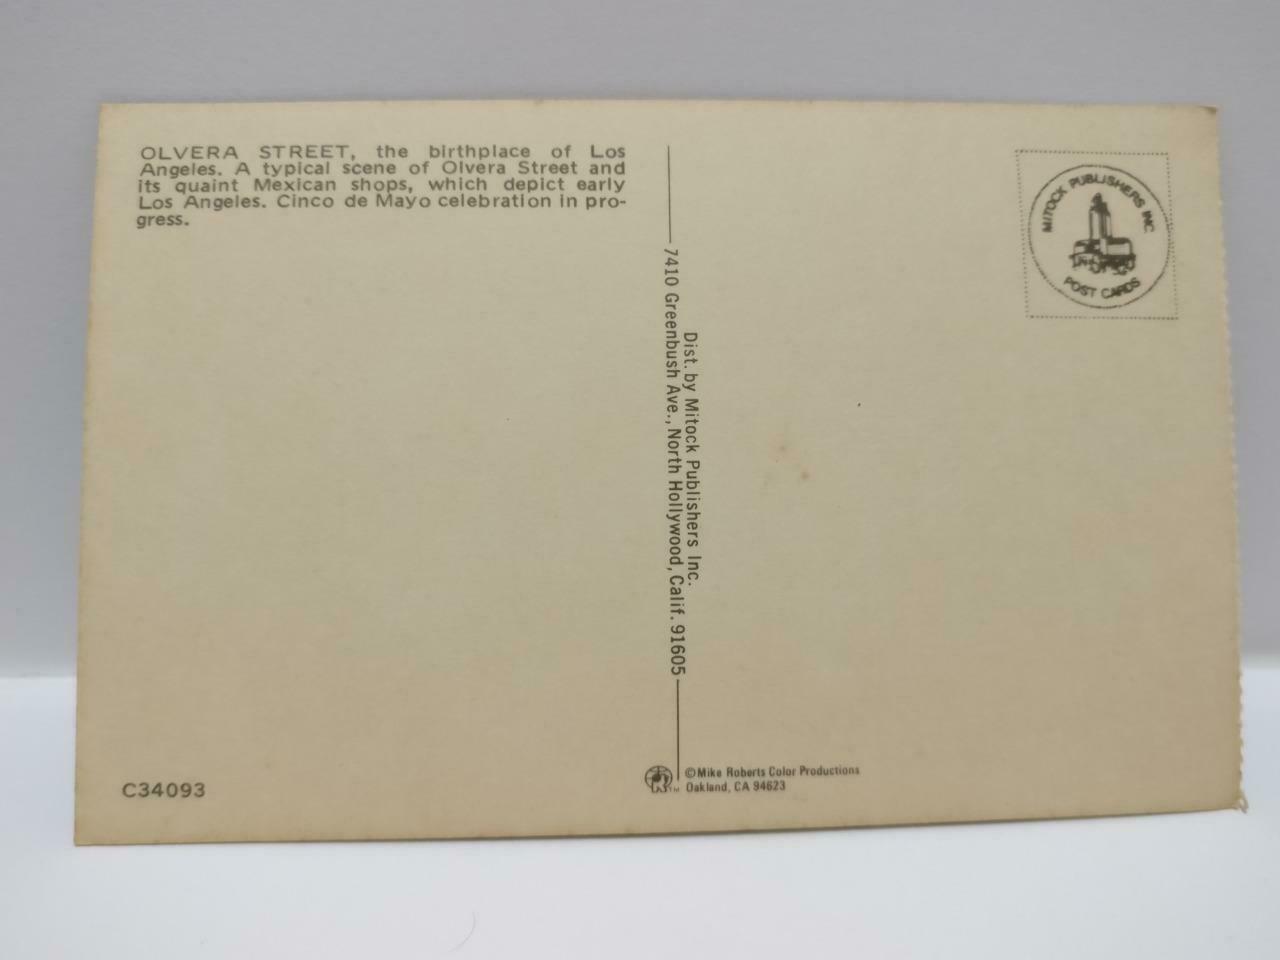 OLVERA STREET, the birthplace of Los
Angeles. A typical scene of Olvera Street and
its quaint Mexican shops, which depict early
Los Angeles. Cinco de Mayo celebration in pro-
gress.
MITOCK PUBLISHERS INC.
POST CARDS
Dist. by Mitock Publishers Inc.
7410 Greenbush Ave., North Hollywood, Calif. 91605
C34093
TM
©Mike Roberts Color Productions
Oakland, CA 94623